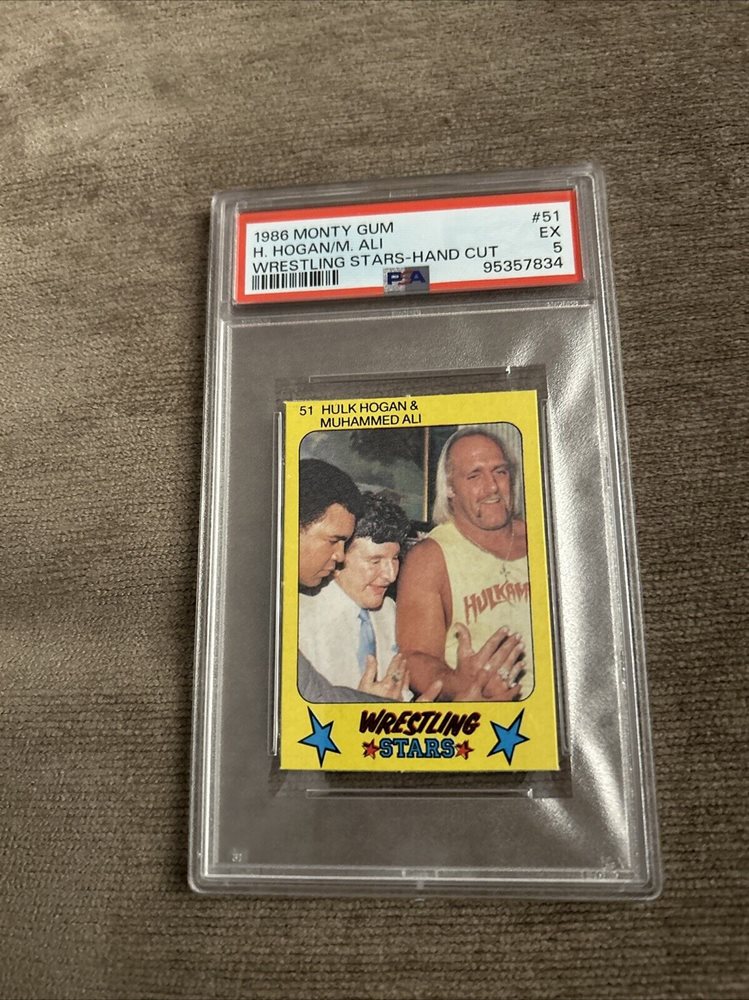 1986 MONTY GUM #51
H. HOGAN/M. ALI EX
WRESTLING STARS-HAND CUT 5
PSA 95357834
51 HULK HOGAN &
MUHAMMED ALI
HULKAM
WRESTLING
STARS